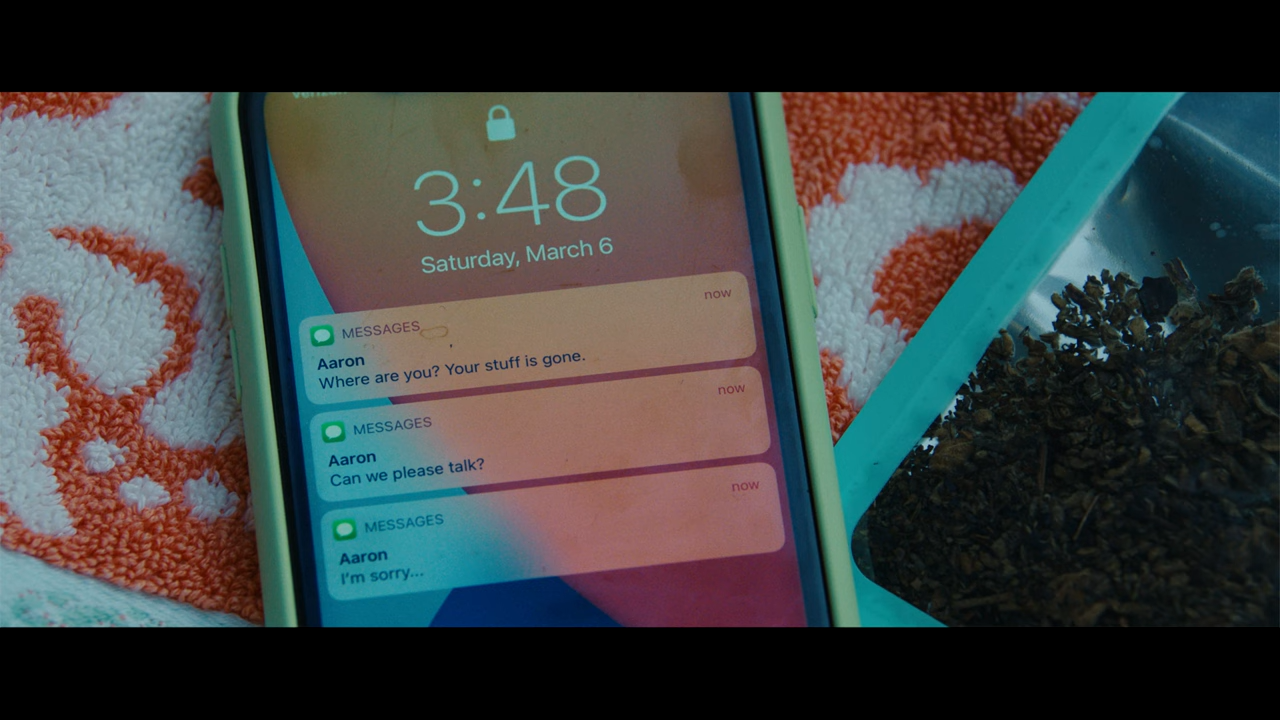 3:48
Saturday, March 6
MESSAGES
now
Aaron
Where are you? Your stuff is gone.
MESSAGES
now
Aaron
Can we please talk?
MESSAGES
now
Aaron
I'm sorry...